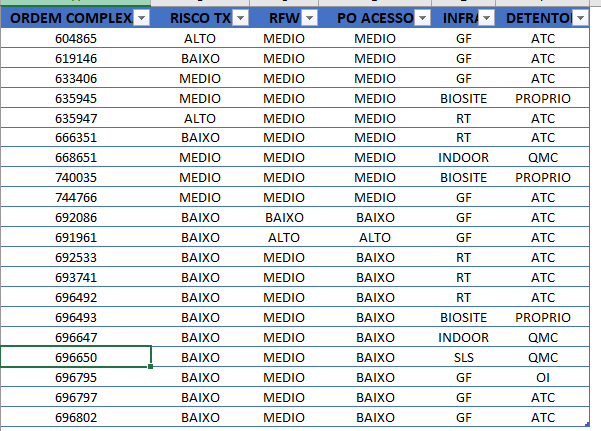 ORDEM COMPLEX RISCO TX RFW PO ACESSO INFRA DETENTO
604865 ALTO MEDIO MEDIO GF ATC
619146 BAIXO MEDIO MEDIO GF ATC
633406 MEDIO MEDIO MEDIO GF ATC
635945 MEDIO MEDIO MEDIO BIOSITE PROPRIO
635947 ALTO MEDIO MEDIO RT ATC
666351 BAIXO MEDIO MEDIO RT ATC
668651 MEDIO MEDIO MEDIO INDOOR QMC
740035 MEDIO MEDIO MEDIO BIOSITE PROPRIO
744766 MEDIO MEDIO MEDIO GF ATC
692086 BAIXO BAIXO BAIXO GF ATC
691961 BAIXO ALTO ALTO GF ATC
692533 BAIXO MEDIO BAIXO RT ATC
693741 BAIXO MEDIO BAIXO RT ATC
696492 BAIXO MEDIO BAIXO RT ATC
696493 BAIXO MEDIO BAIXO BIOSITE PROPRIO
696647 BAIXO MEDIO BAIXO INDOOR QMC
696650 BAIXO MEDIO BAIXO SLS QMC
696795 BAIXO MEDIO BAIXO GF OI
696797 BAIXO MEDIO BAIXO GF ATC
696802 BAIXO MEDIO BAIXO GF ATC